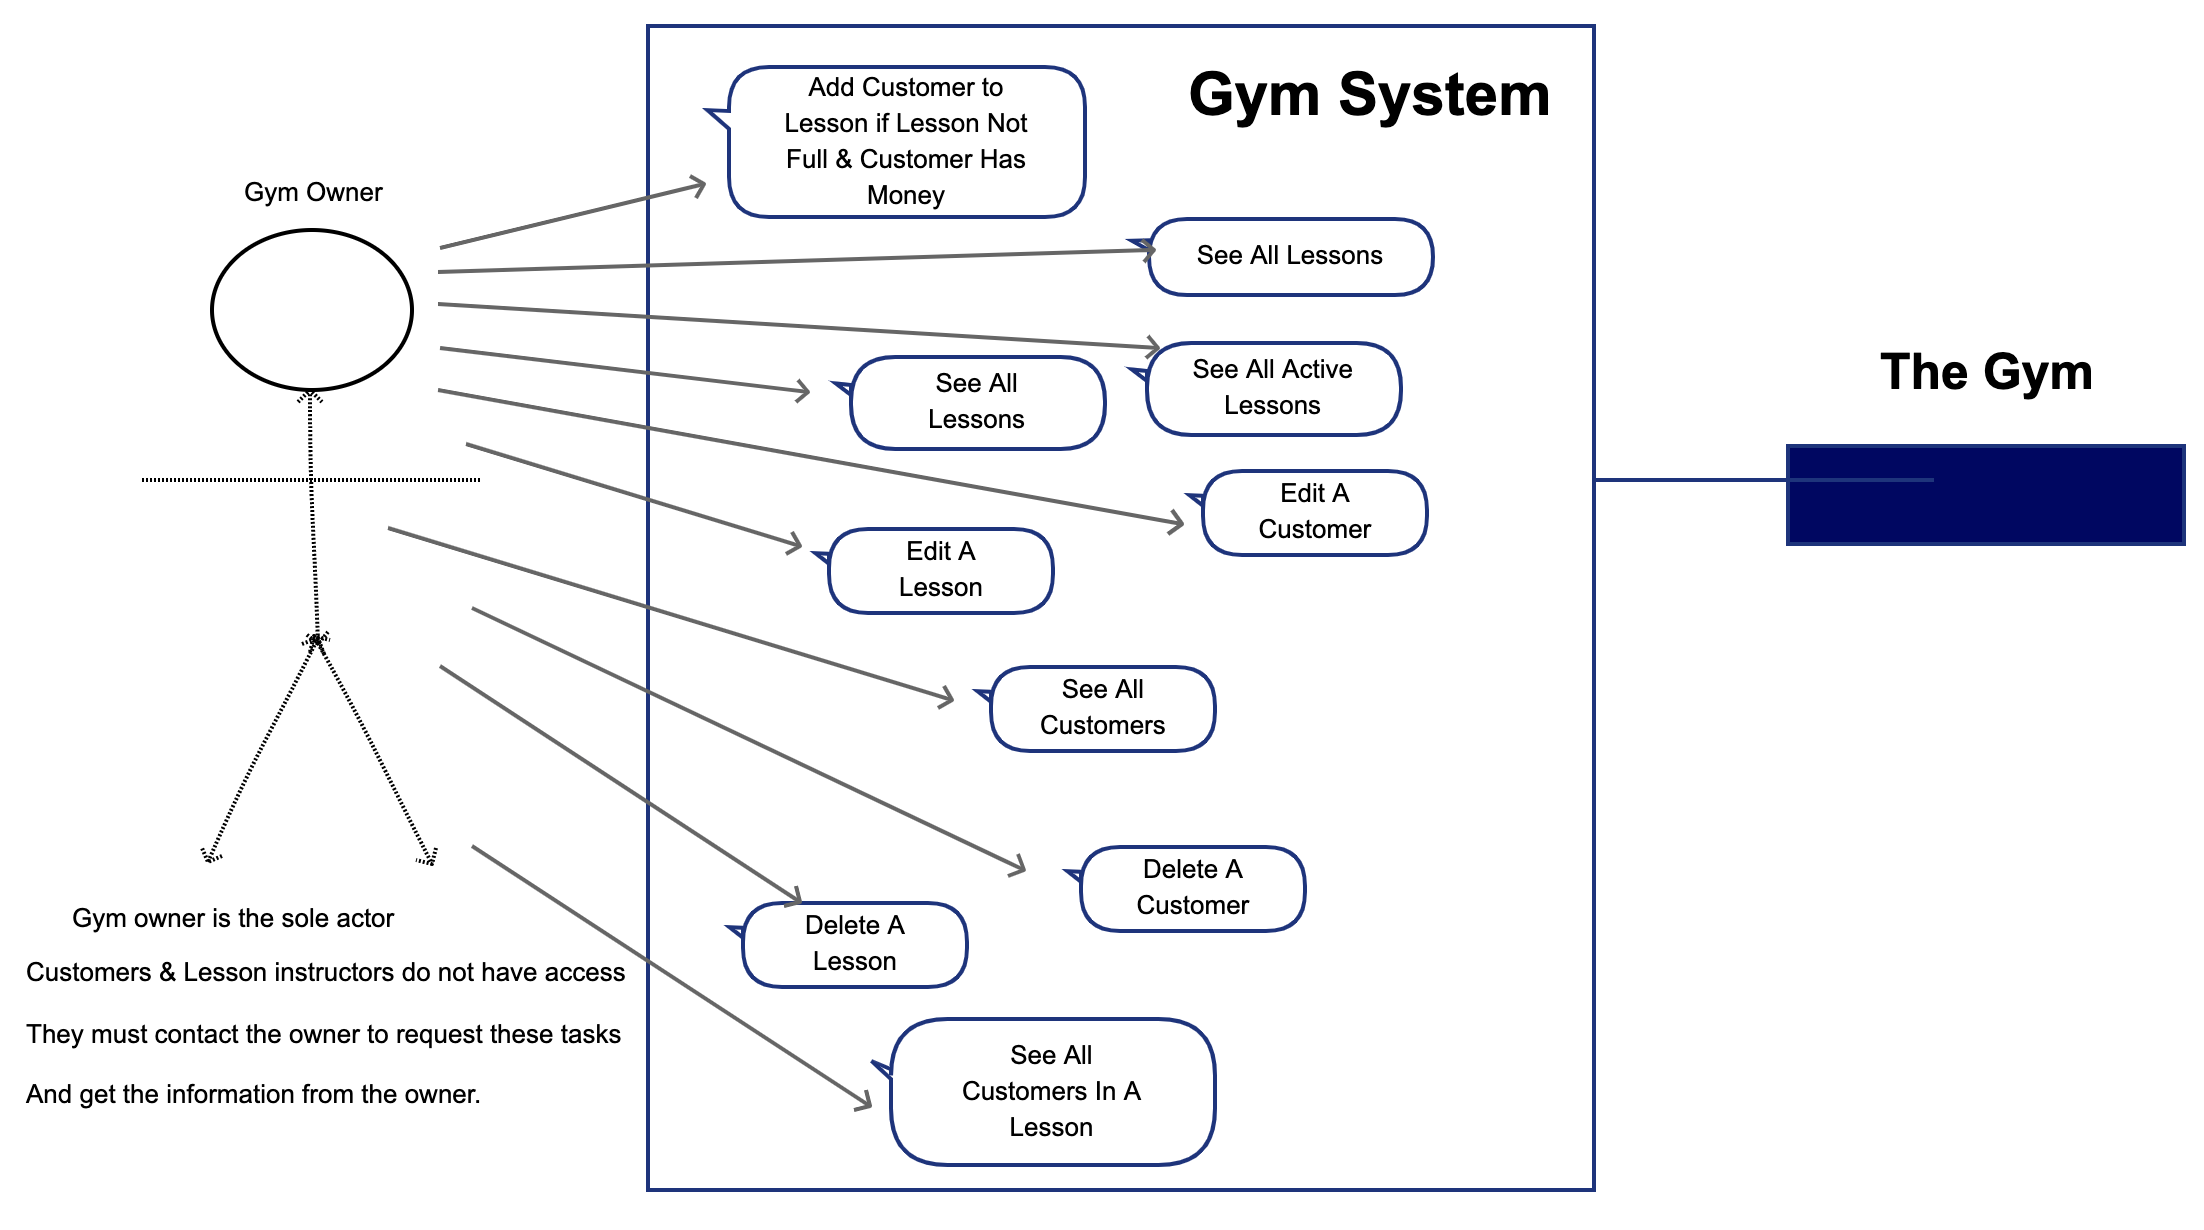 Gym System
Add Customer to
Lesson if Lesson Not
Full & Customer Has
Money
Gym Owner
See All Lessons
See All Active
Lessons
See All
Lessons
The Gym
Edit A
Customer
Edit A
Lesson
See All
Customers
Delete A
Customer
Delete A
Lesson
Gym owner is the sole actor
Customers & Lesson instructors do not have access
They must contact the owner to request these tasks
And get the information from the owner.
See All
Customers In A
Lesson